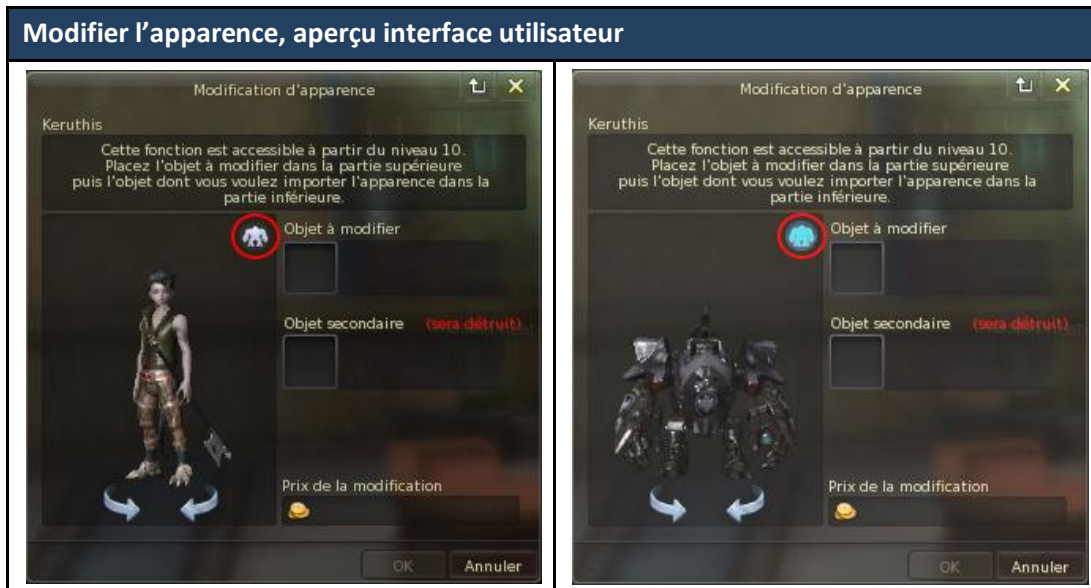 Modifier l’apparence, aperçu interface utilisateur
Modification d'apparence
Keruthis
Cette fonction est accessible à partir du niveau 10.
Placez l'objet à modifier dans la partie supérieure
puis l'objet dont vous voulez importer l'apparence dans la
partie inférieure.
Objet à modifier
Objet secondaire (sera détruit)
Prix de la modification
OK Annuler
Modification d'apparence
Keruthis
Cette fonction est accessible à partir du niveau 10.
Placez l'objet à modifier dans la partie supérieure
puis l'objet dont vous voulez importer l'apparence dans la
partie inférieure.
Objet à modifier
Objet secondaire (sera détruit)
Prix de la modification
OK Annuler